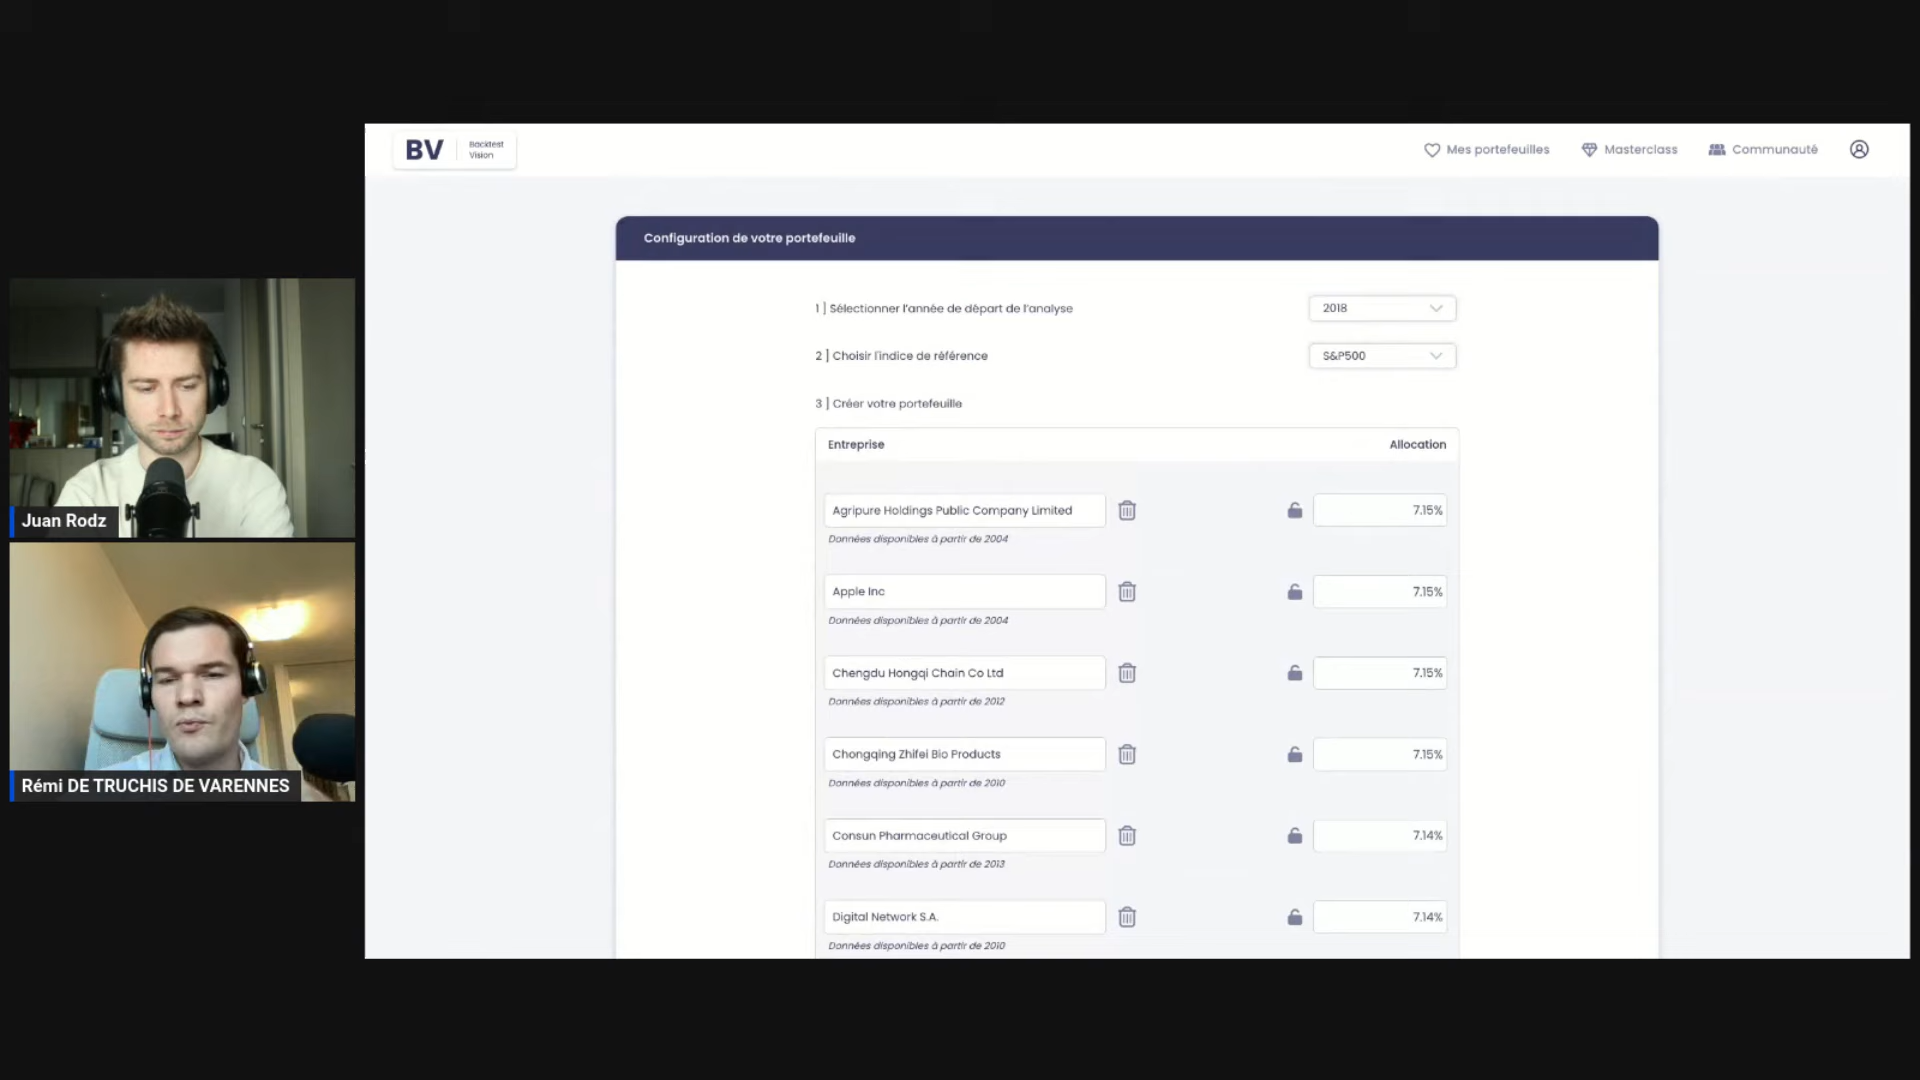 BV
Backtest
Vision
Mes portefeuilles
Masterclass
Communauté
Configuration de votre portefeuille
1 ] Sélectionner l'année de départ de l'analyse
2018
2 ] Choisir l'indice de référence
S&P500
3 ] Créer votre portefeuille
Entreprise
Allocation
Agripure Holdings Public Company Limited
7.15%
Données disponibles à partir de 2004
Apple Inc
7.15%
Données disponibles à partir de 2004
Chengdu Hongqi Chain Co Ltd
7.15%
Données disponibles à partir de 2012
Chongqing Zhifei Bio Products
7.15%
Données disponibles à partir de 2010
Consun Pharmaceutical Group
7.14%
Données disponibles à partir de 2013
Digital Network S.A.
7.14%
Données disponibles à partir de 2010
Juan Rodz
Rémi DE TRUCHIS DE VARENNES